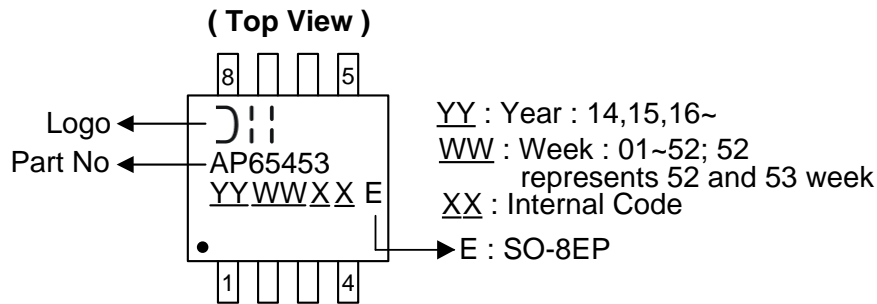 ( Top View )
8 5
Logo
Part No
AP65453
YYWWXX E
1 4
YY : Year : 14,15,16~
WW : Week : 01~52; 52
represents 52 and 53 week
XX : Internal Code
E : SO-8EP